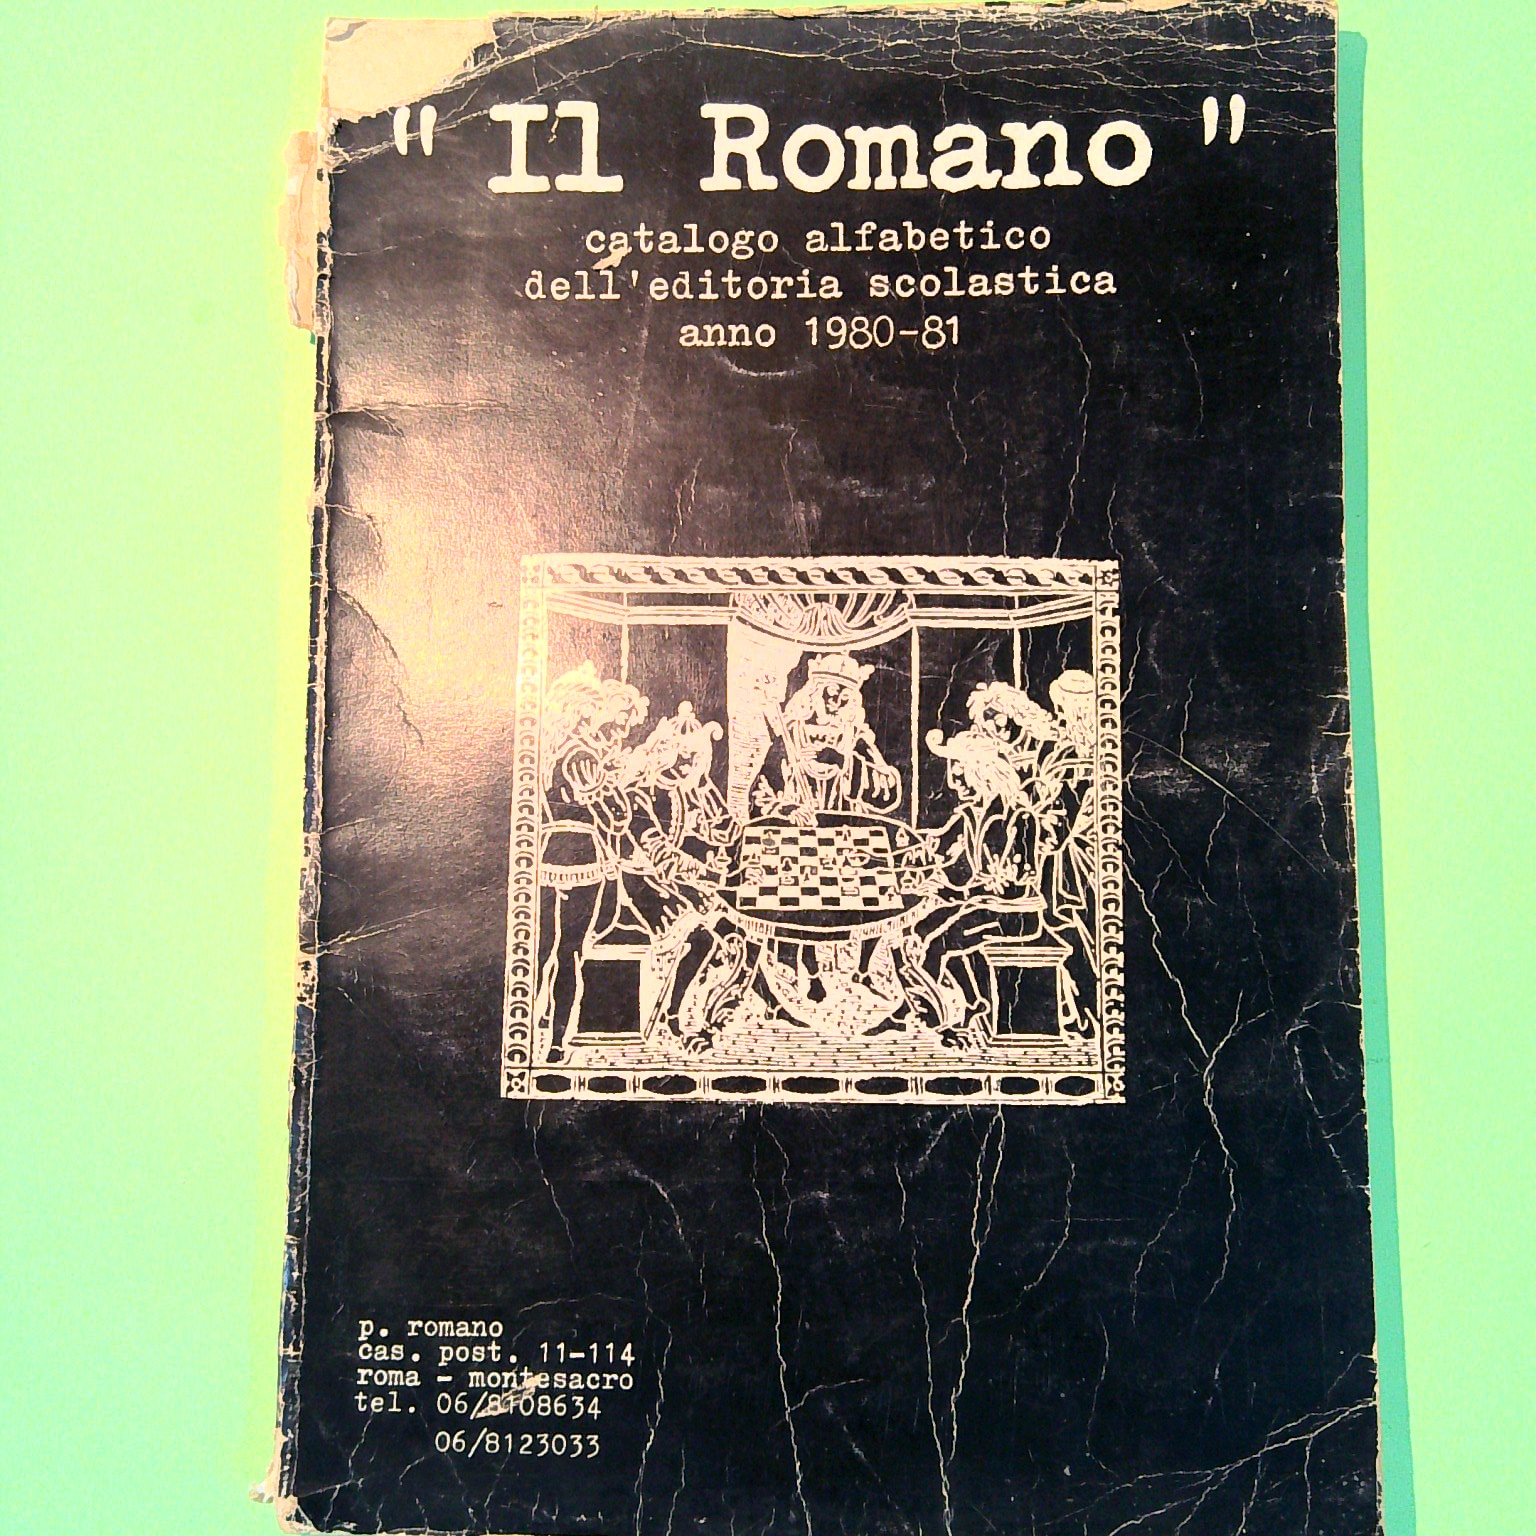 " Il Romano "
catalogo alfabetico
dell'editoria scolastica
anno 1980-81
p. romano
cas. post. 11-114
roma - montesacro
tel. 06/8108634
06/8123033